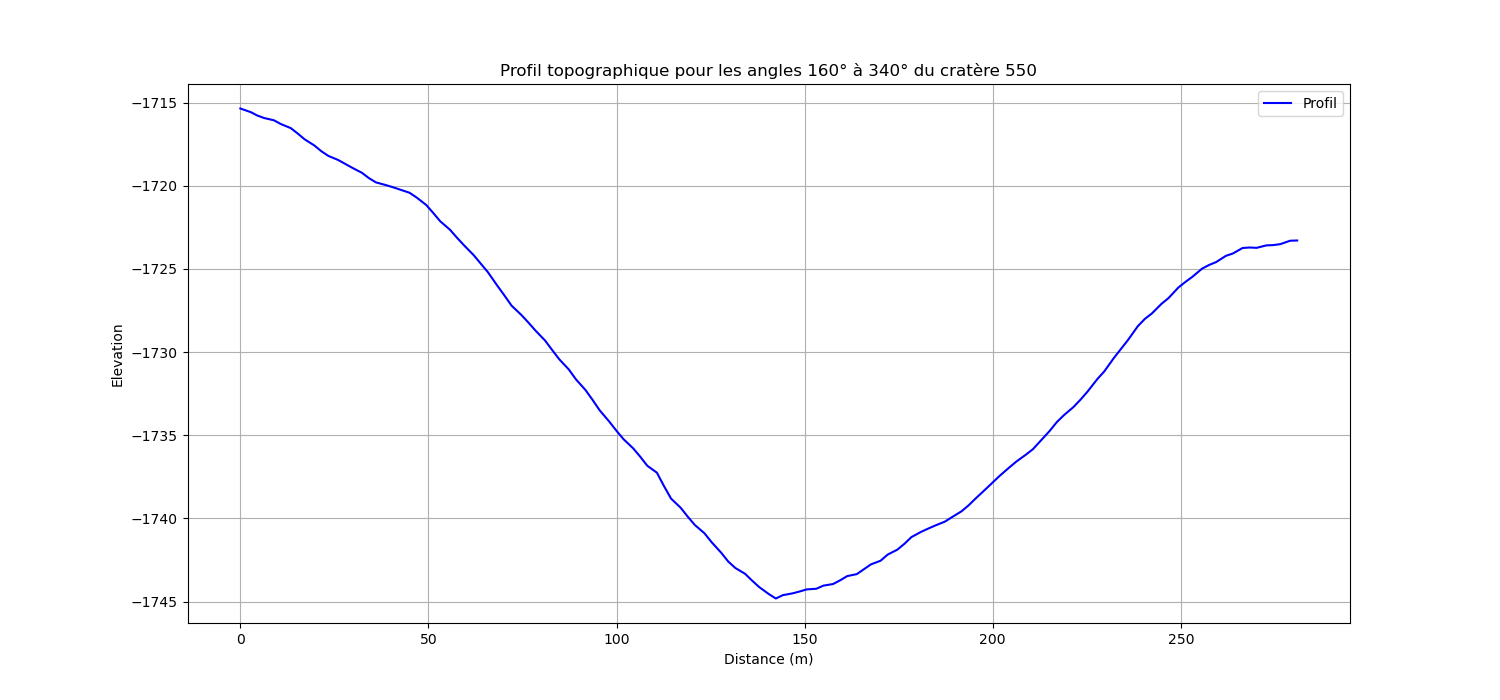 Profil topographique pour les angles 160° à 340° du cratère 550
Profil
−1715
−1720
−1725
−1730
−1735
−1740
−1745
Elevation
0 50 100 150 200 250
Distance (m)